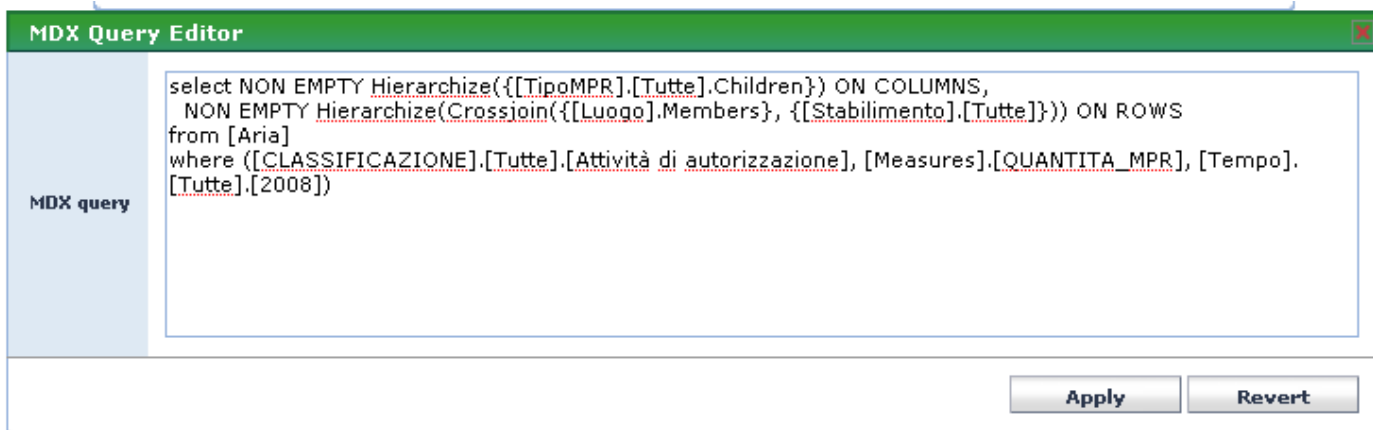 MDX Query Editor
MDX query
select NON EMPTY Hierarchize({[TipoMPR].[Tutte].Children}) ON COLUMNS,
NON EMPTY Hierarchize(Crossjoin({[Luogo].Members}, {[Stabilimento].[Tutte]})) ON ROWS
from [Aria]
where ([CLASSIFICAZIONE].[Tutte].[Attività di autorizzazione], [Measures].[QUANTITA_MPR], [Tempo].
[Tutte].[2008])
Apply Revert